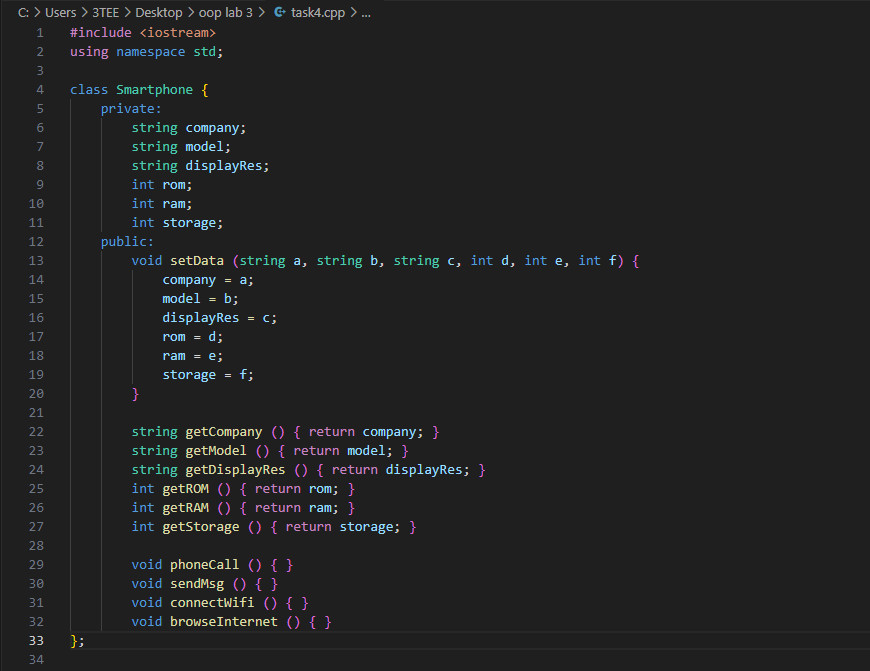 C: > Users > 3TEE > Desktop > oop lab 3 > task4.cpp > ...
1 #include <iostream>
2 using namespace std;
3
4 class Smartphone {
5     private:
6         string company;
7         string model;
8         string displayRes;
9         int rom;
10         int ram;
11         int storage;
12     public:
13         void setData (string a, string b, string c, int d, int e, int f) {
14             company = a;
15             model = b;
16             displayRes = c;
17             rom = d;
18             ram = e;
19             storage = f;
20         }
21
22         string getCompany () { return company; }
23         string getModel () { return model; }
24         string getDisplayRes () { return displayRes; }
25         int getROM () { return rom; }
26         int getRAM () { return ram; }
27         int getStorage () { return storage; }
28
29         void phoneCall () { }
30         void sendMsg () { }
31         void connectWifi () { }
32         void browseInternet () { }
33 };
34